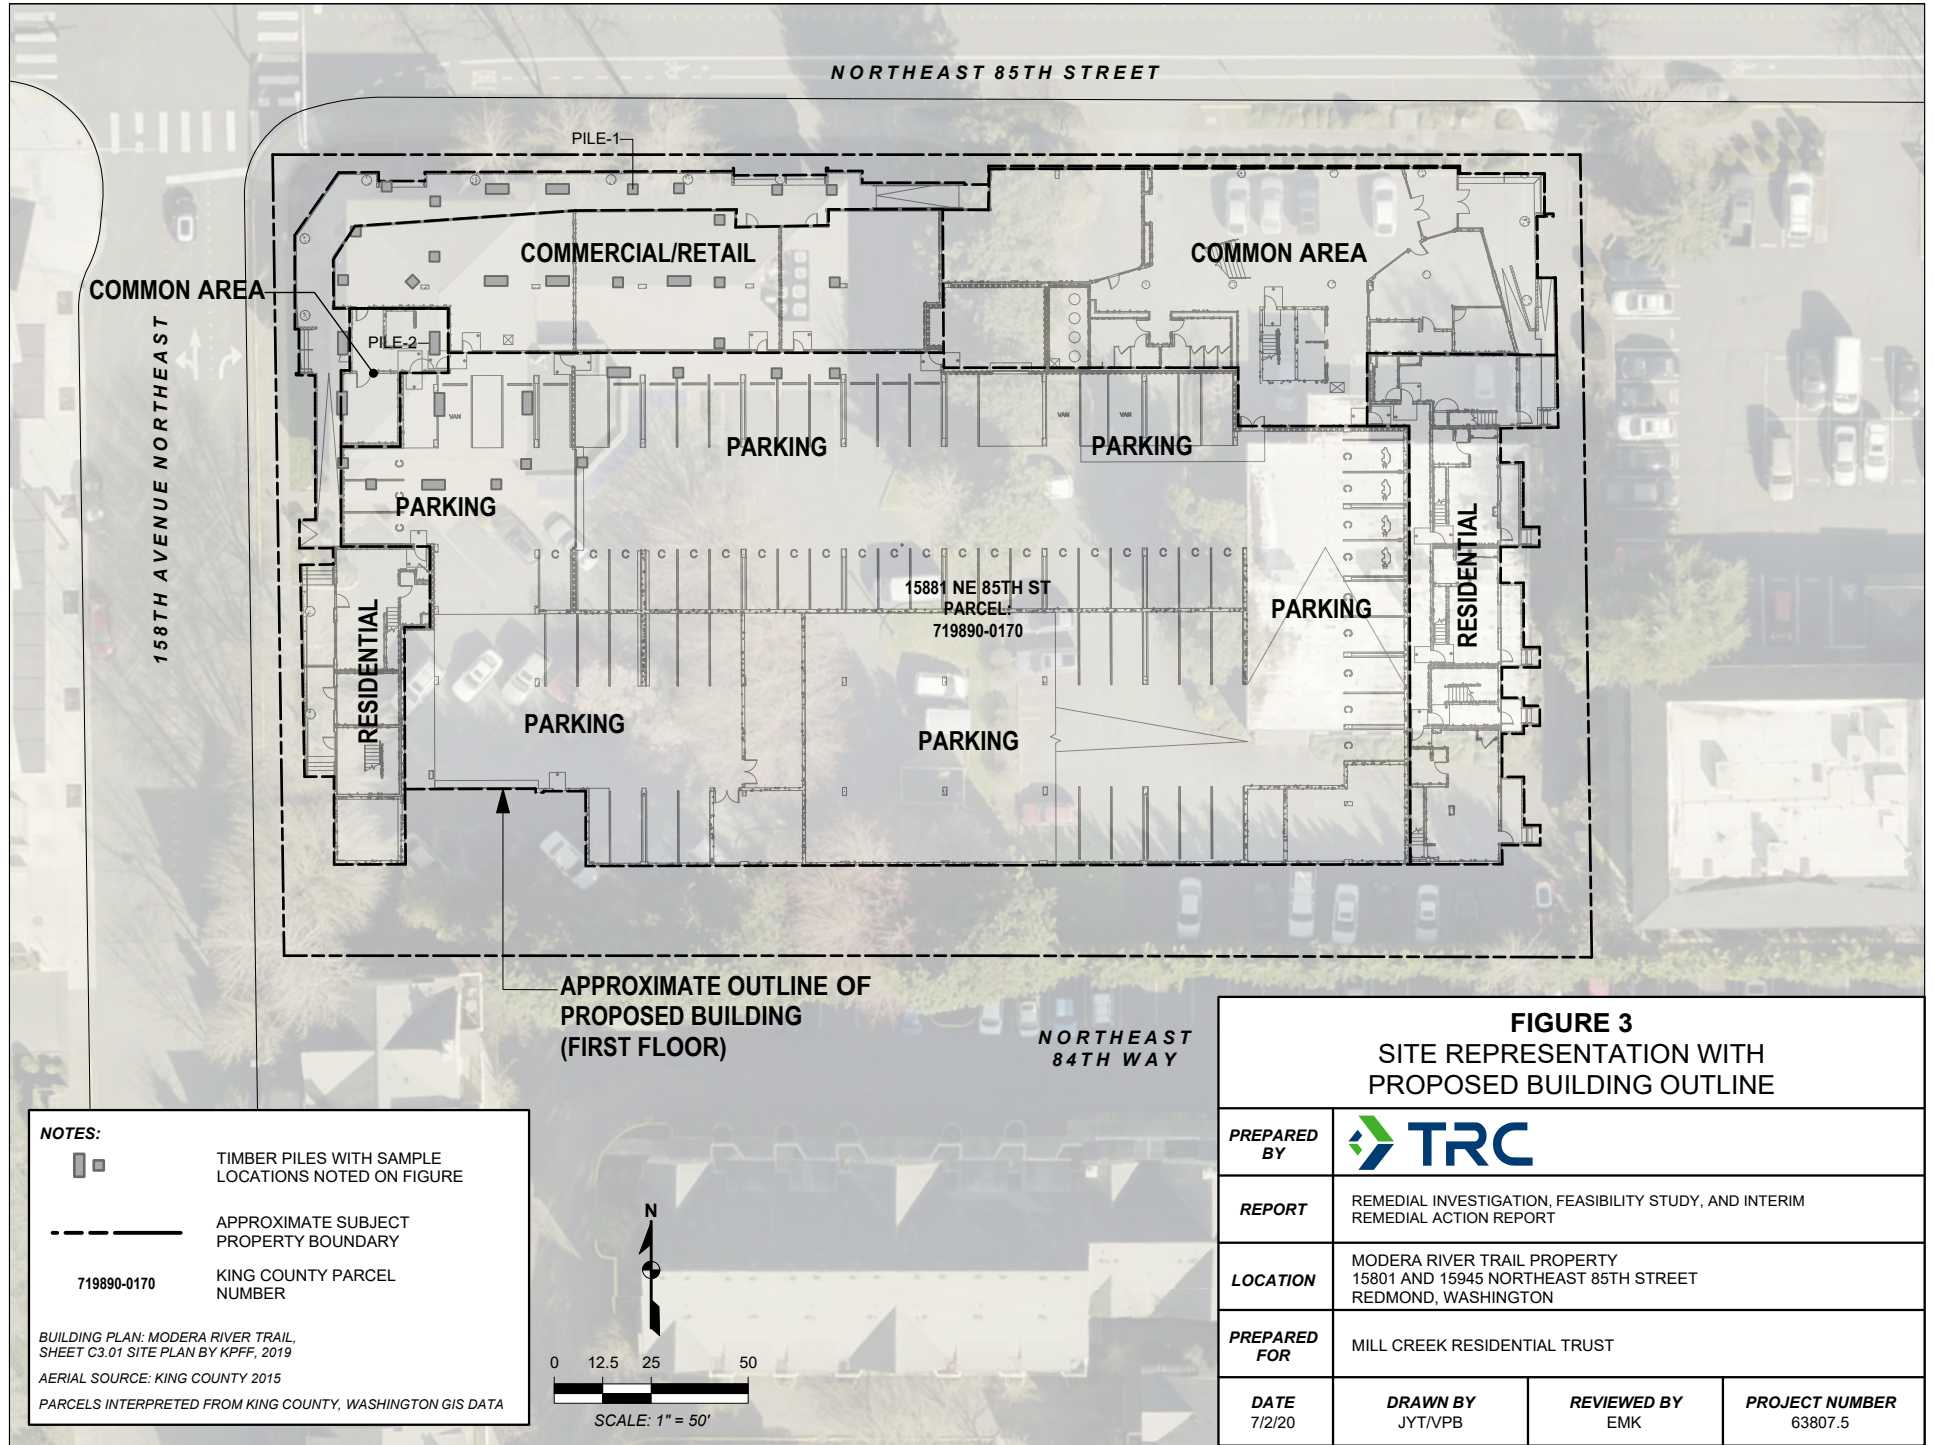 NORTHEAST 85TH STREET
PILE-1
COMMERCIAL/RETAIL
COMMON AREA
COMMON AREA
PILE-2
158TH AVENUE NORTHEAST
VAN
VAN
VAN
PARKING
PARKING
PARKING
C
C
C
C C C C C C C C C C C C C C C C C C C C C
C
C
C
C
C
C
C
C
C
C
15881 NE 85TH ST
PARCEL:
719890-0170
PARKING
RESIDENTIAL
RESIDENTIAL
PARKING
PARKING
APPROXIMATE OUTLINE OF
PROPOSED BUILDING
(FIRST FLOOR)
NORTHEAST
84TH WAY
NOTES:
TIMBER PILES WITH SAMPLE
LOCATIONS NOTED ON FIGURE
APPROXIMATE SUBJECT
PROPERTY BOUNDARY
719890-0170
KING COUNTY PARCEL
NUMBER
BUILDING PLAN: MODERA RIVER TRAIL,
SHEET C3.01 SITE PLAN BY KPFF, 2019
AERIAL SOURCE: KING COUNTY 2015
PARCELS INTERPRETED FROM KING COUNTY, WASHINGTON GIS DATA
N
0 12.5 25 50
SCALE: 1" = 50'
FIGURE 3
SITE REPRESENTATION WITH
PROPOSED BUILDING OUTLINE
PREPARED
BY
TRC
REPORT
REMEDIAL INVESTIGATION, FEASIBILITY STUDY, AND INTERIM
REMEDIAL ACTION REPORT
LOCATION
MODERA RIVER TRAIL PROPERTY
15801 AND 15945 NORTHEAST 85TH STREET
REDMOND, WASHINGTON
PREPARED
FOR
MILL CREEK RESIDENTIAL TRUST
DATE
7/2/20
DRAWN BY
JYT/VPB
REVIEWED BY
EMK
PROJECT NUMBER
63807.5